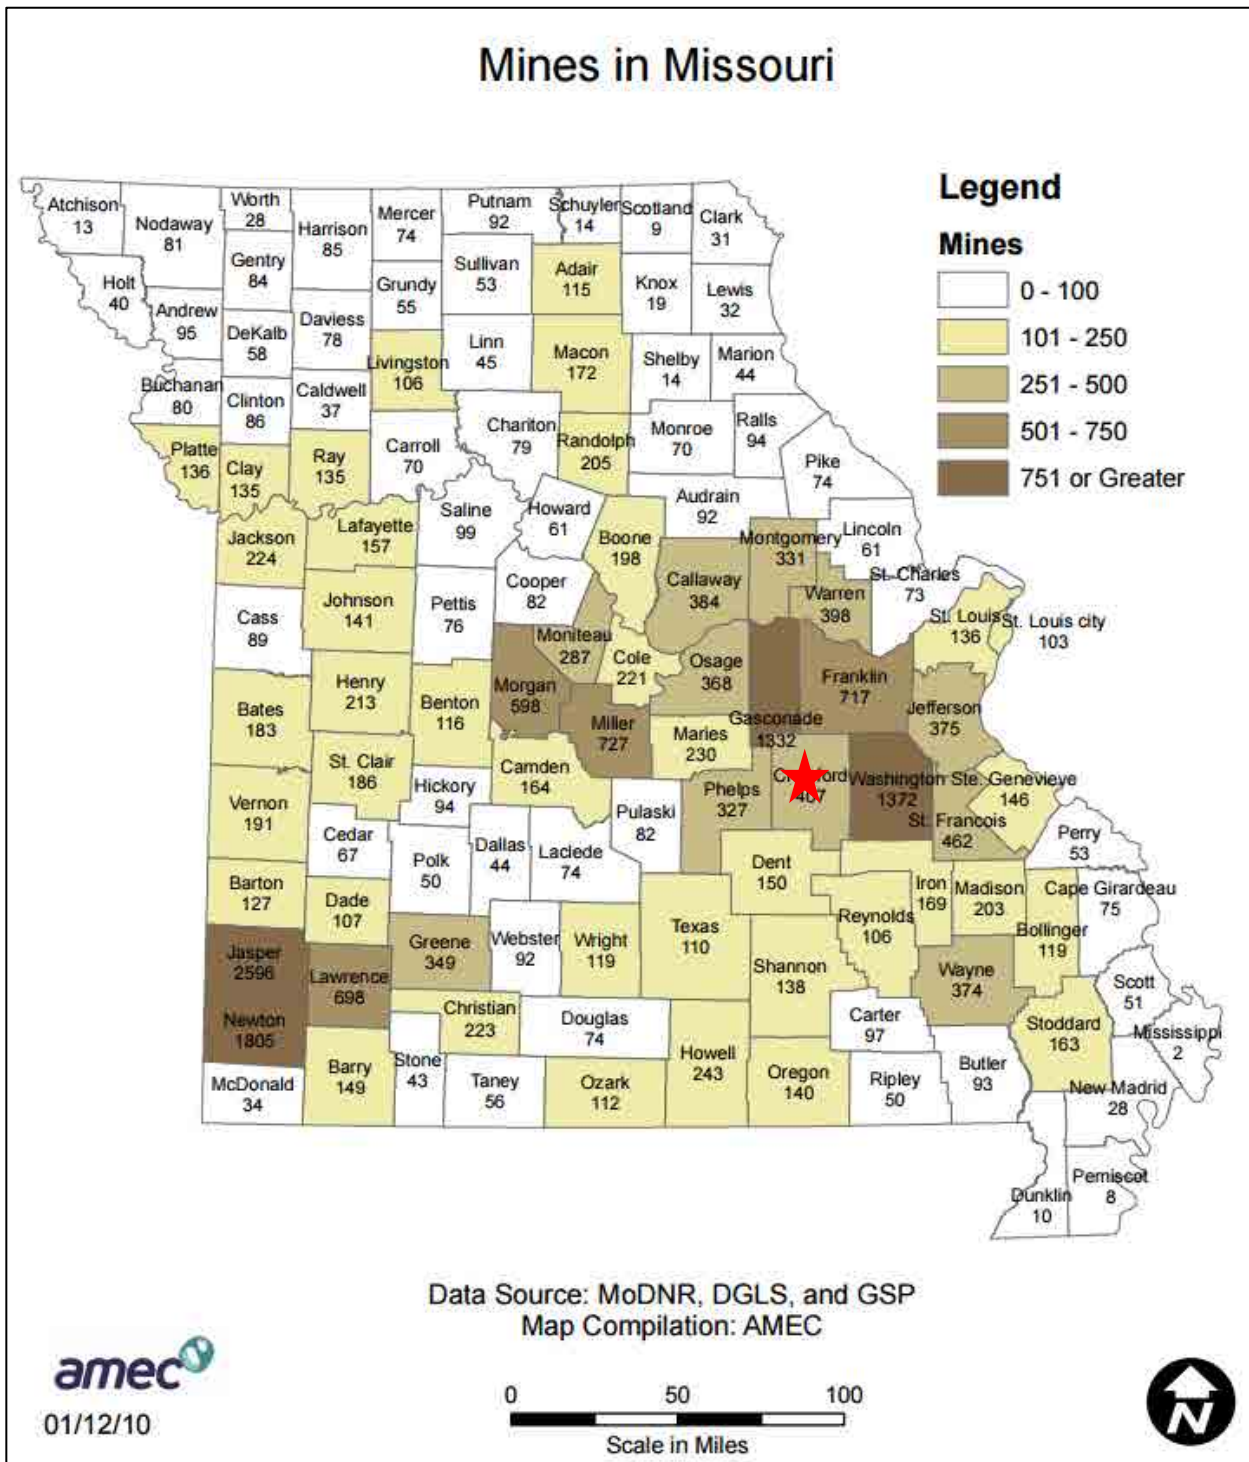 Mines in Missouri
Legend
Mines
0 - 100
101 - 250
251 - 500
501 - 750
751 or Greater
Atchison
13
Nodaway
81
Worth
28
Harrison
85
Mercer
74
Putnam
92
Schuyler
14
Scotland
9
Clark
31
Holt
40
Gentry
84
Grundy
55
Sullivan
53
Adair
115
Knox
19
Lewis
32
Andrew
95
DeKalb
58
Daviess
78
Livingston
106
Linn
45
Macon
172
Shelby
14
Marion
44
Buchanan
80
Clinton
86
Caldwell
37
Platte
136
Clay
135
Ray
135
Carroll
70
Chariton
79
Randolph
205
Monroe
70
Ralls
94
Pike
74
Jackson
224
Lafayette
157
Saline
99
Howard
61
Boone
198
Audrain
92
Callaway
384
Montgomery
331
Lincoln
61
Warren
398
St. Charles
73
St. Louis
136
St. Louis city
103
Cass
89
Johnson
141
Pettis
76
Cooper
82
Moniteau
287
Cole
221
Osage
368
Gasconade
1332
Franklin
717
Jefferson
375
Bates
183
Henry
213
Benton
116
Morgan
598
Miller
727
Maries
230
Camden
164
St. Clair
186
Hickory
94
Vernon
191
Cedar
67
Polk
50
Dallas
44
Laclede
74
Pulaski
82
Phelps
327
407
Washington
1372
Ste. Genevieve
146
St. Francois
462
Perry
53
Barton
127
Dade
107
Dent
150
Iron
169
Madison
203
Cape Girardeau
75
Bollinger
119
Reynolds
106
Jasper
2596
Lawrence
698
Greene
349
Webster
92
Wright
119
Texas
110
Shannon
138
Wayne
374
Scott
51
Mississippi
2
Newton
1805
Christian
223
Douglas
74
Howell
243
Carter
97
Stoddard
163
McDonald
34
Barry
149
Stone
43
Taney
56
Ozark
112
Oregon
140
Ripley
50
Butler
93
New Madrid
28
Dunklin
10
Pemiscot
8
Data Source: MoDNR, DGLS, and GSP
Map Compilation: AMEC
amec
01/12/10
0 50 100
Scale in Miles
N